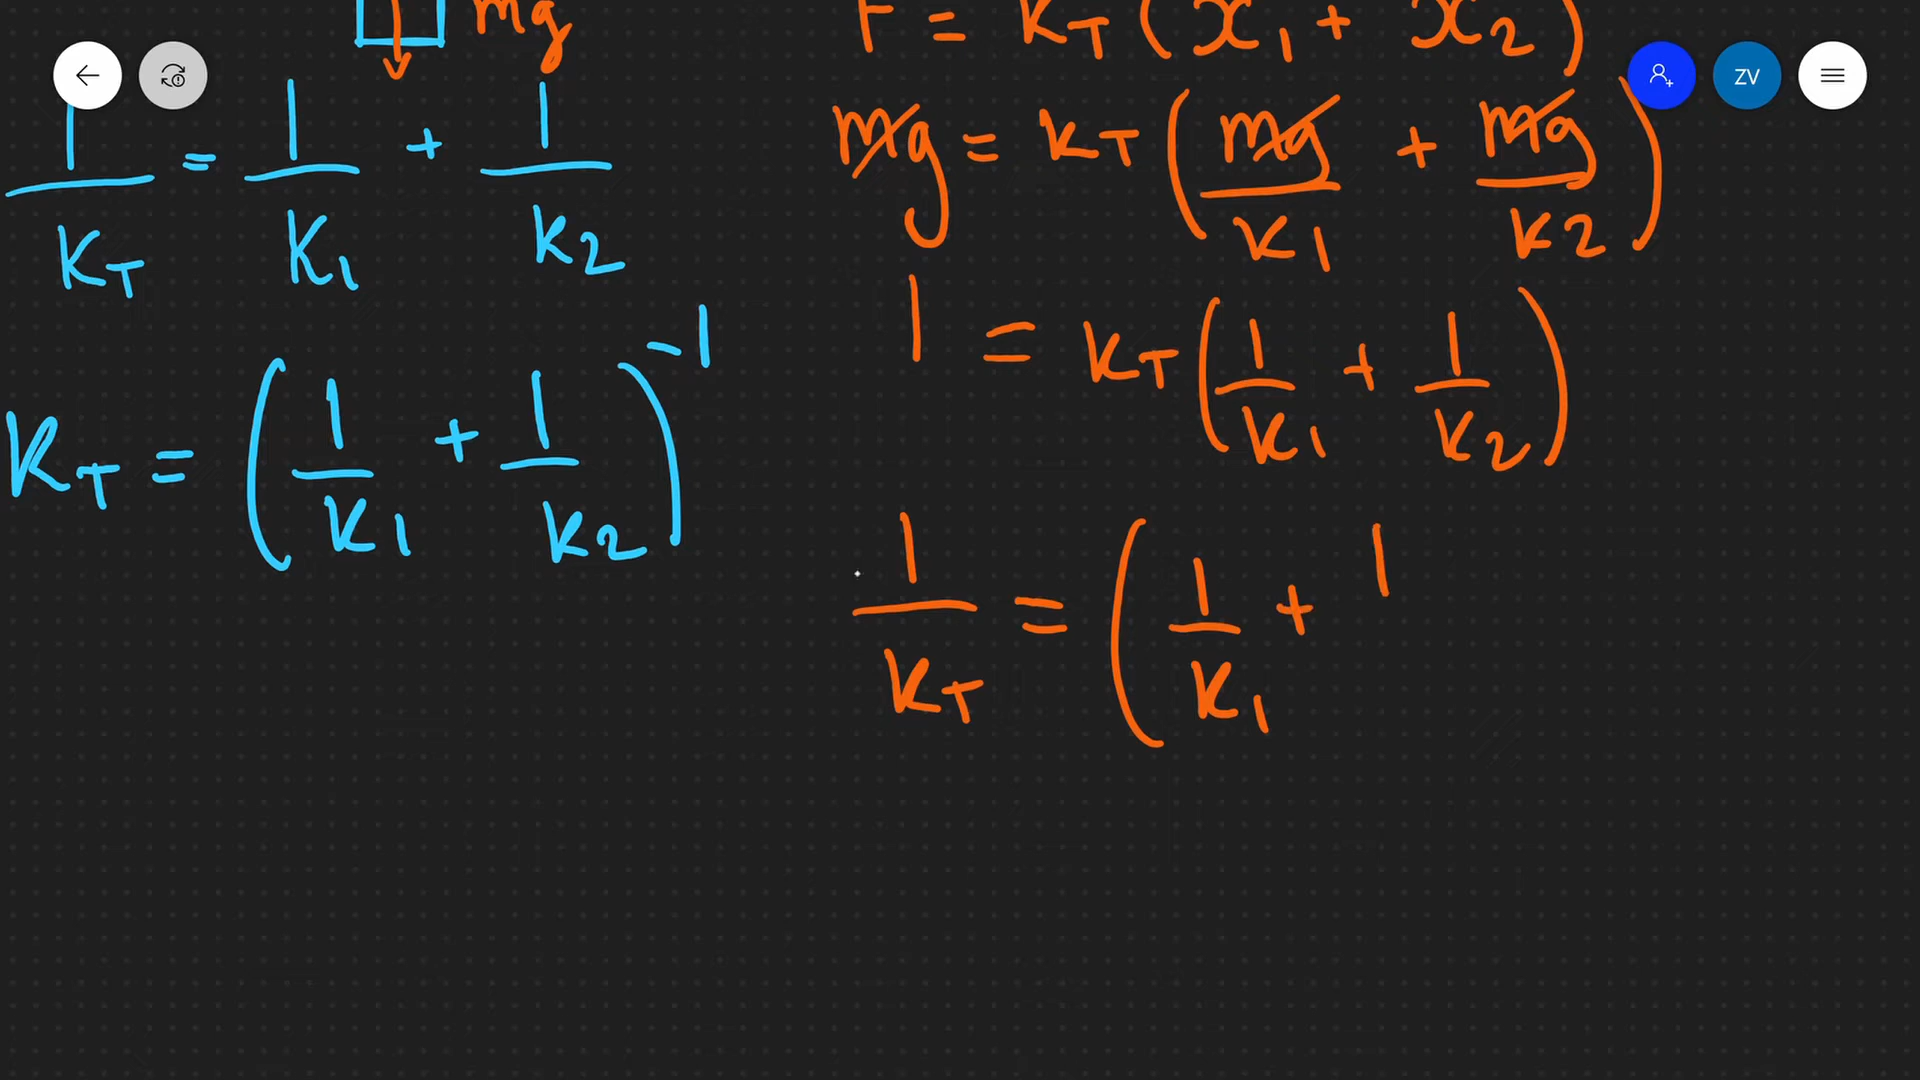 mg
1/K_T = 1/K_1 + 1/K_2
K_T = (1/K_1 + 1/K_2)^-1
F = K_T (x_1 + x_2)
mg = K_T (mg/K_1 + mg/K_2)
1 = K_T (1/K_1 + 1/K_2)
1/K_T = (1/K_1 + 1
ZV